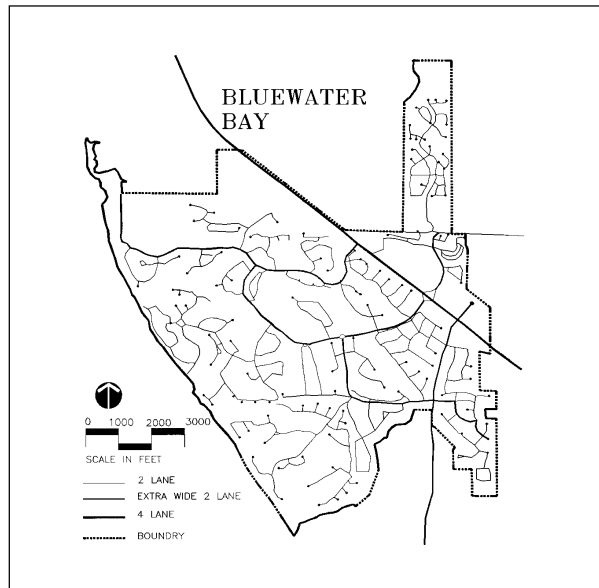 BLUEWATER
BAY
0 1000 2000 3000
SCALE IN FEET
2 LANE
EXTRA WIDE 2 LANE
4 LANE
BOUNDRY